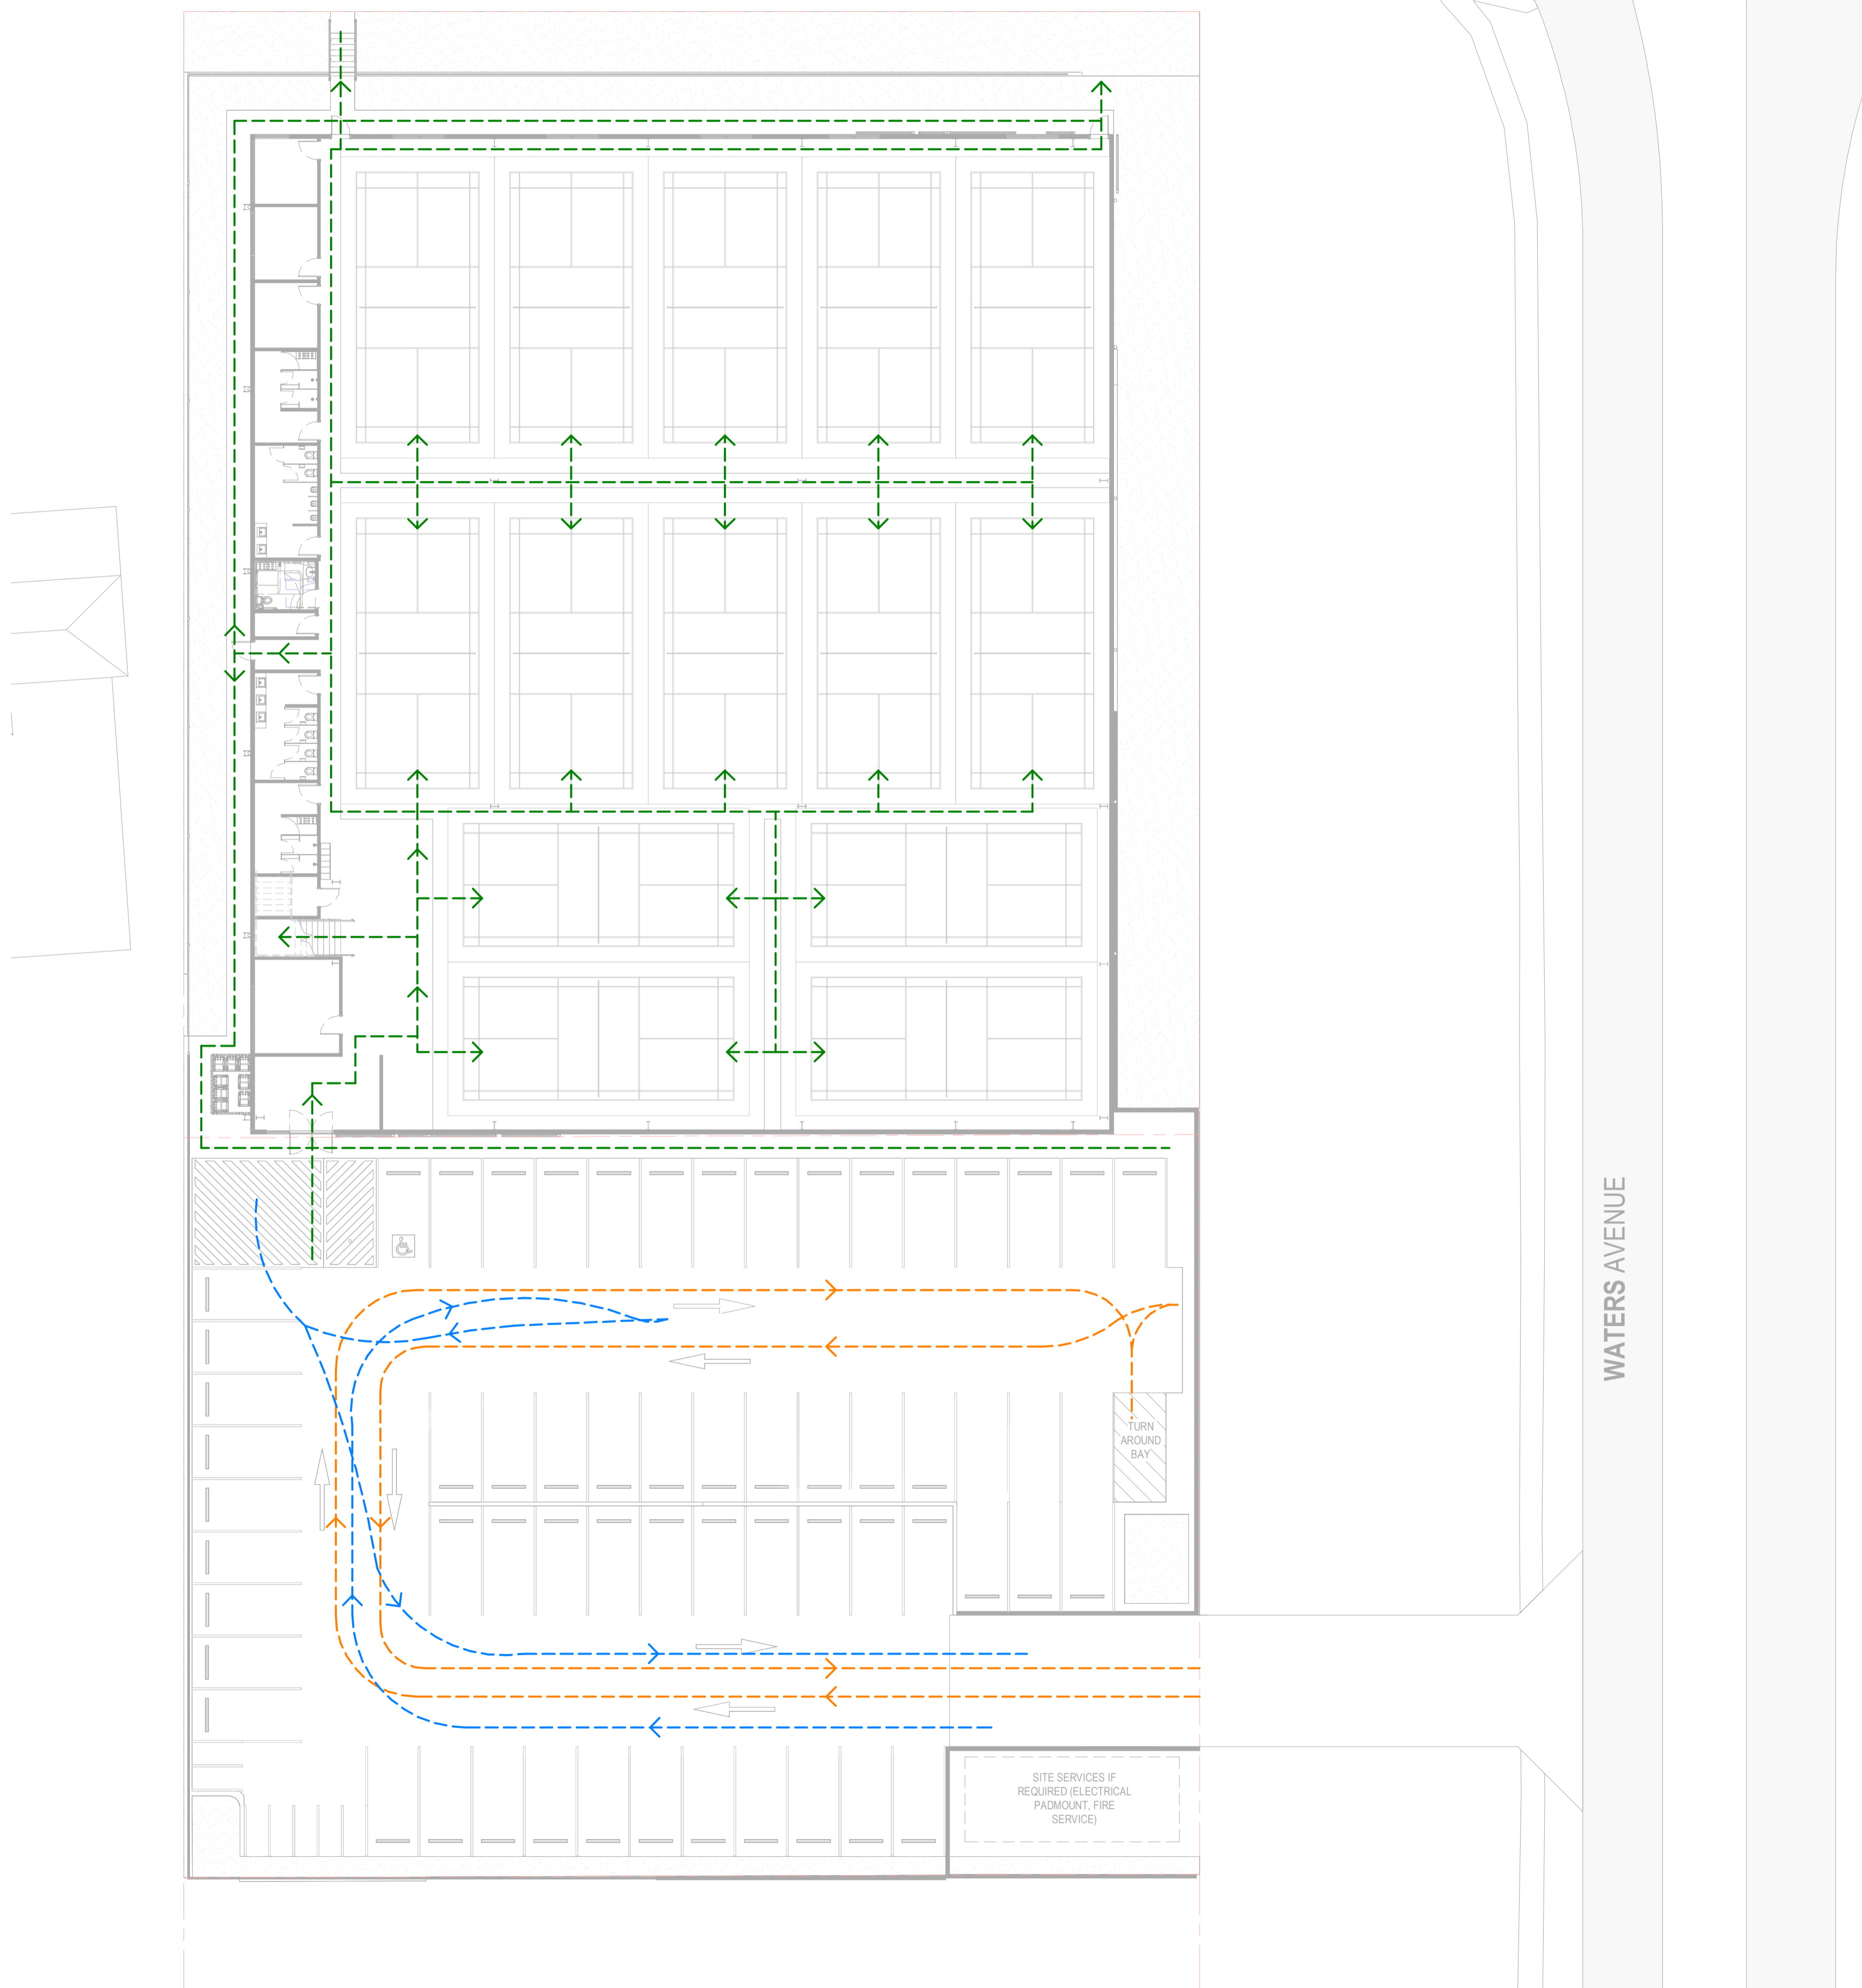 WATERS AVENUE
TURN
AROUND
BAY
SITE SERVICES IF
REQUIRED (ELECTRICAL
PADMOUNT, FIRE
SERVICE)